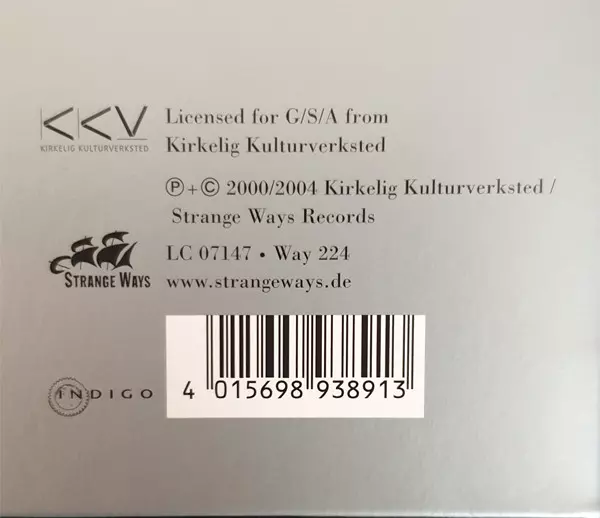 KKV
KIRKELIG KULTURVERKSTED
Licensed for G/S/A from
Kirkelig Kulturverksted
℗+© 2000/2004 Kirkelig Kulturverksted /
Strange Ways Records
STRANGE WAYS
LC 07147 • Way 224
www.strangeways.de
INDIGO
4 015698 938913